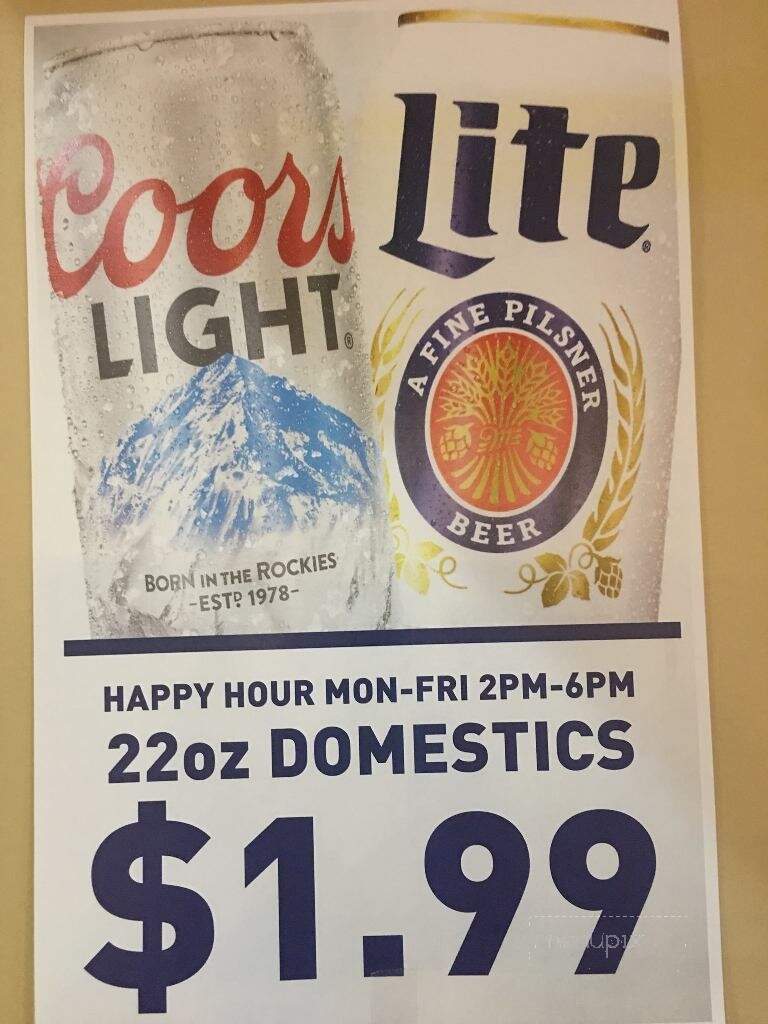 Coors
LIGHT®
BORN IN THE ROCKIES
-ESTD 1978-
Lite®
A FINE PILSNER
BEER
HAPPY HOUR MON-FRI 2PM-6PM
22oz DOMESTICS
$1.99